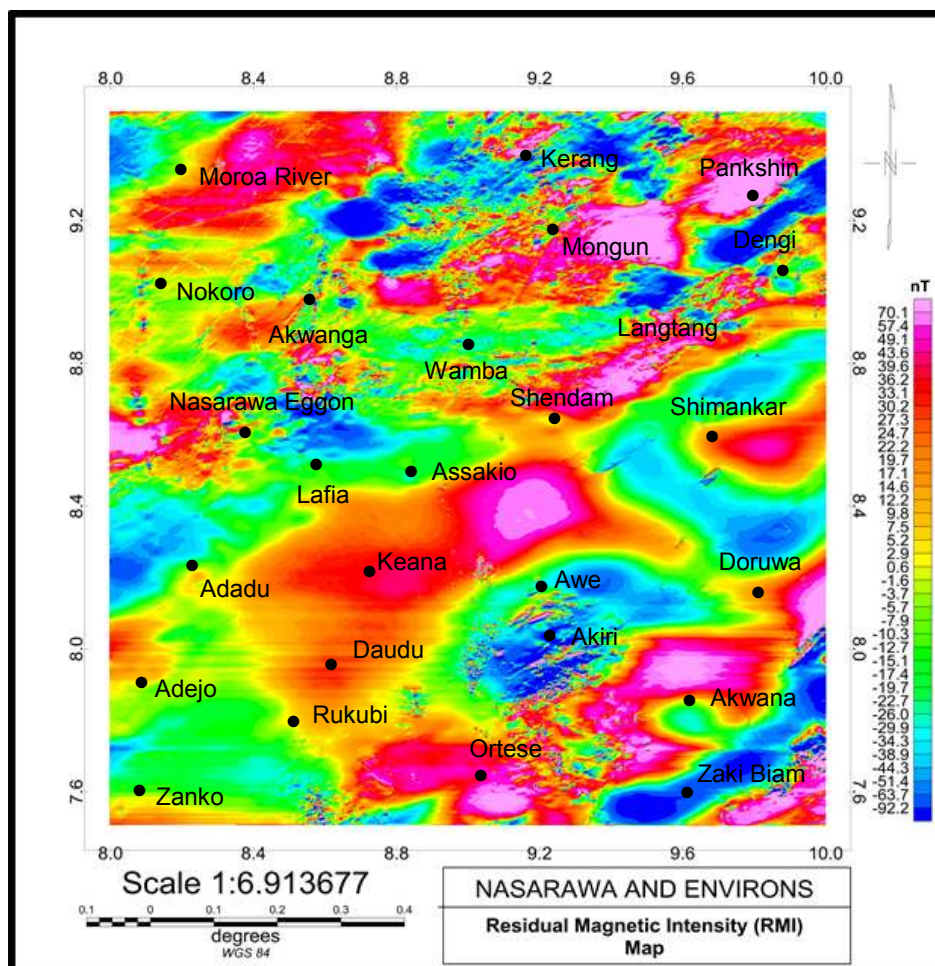 8.0 8.4 8.8 9.2 9.6 10.0
Kerang
Pankshin
Moroa River
9.2 9.2
Mongun
Dengi
Nokoro
nT
Akwanga
Langtang
70.1
57.4
49.1
43.6
39.2
36.2
33.1
30.2
27.3
24.7
22.2
19.7
17.1
14.6
12.2
9.8
7.5
5.2
2.9
0.6
-1.6
-3.7
-5.7
-7.9
-10.3
-12.7
-15.1
-17.4
-19.7
-22.7
-26.0
-29.9
-34.3
-38.9
-44.3
-51.4
-63.7
-92.2
8.8 8.8
Wamba
Nasarawa Eggon
Shendam
Shimankar
Lafia
Assakio
8.4 8.4
Adadu
Keana
Awe
Doruwa
8.0 8.0
Daudu
Akiri
Adejo
Rukubi
Akwana
Ortese
7.6 7.6
Zanko
Zaki Biam
8.0 8.4 8.8 9.2 9.6 10.0
Scale 1:6.913677
0.1 0 0.1 0.2 0.3 0.4
degrees
WGS 84
NASARAWA AND ENVIRONS
Residual Magnetic Intensity (RMI)
Map